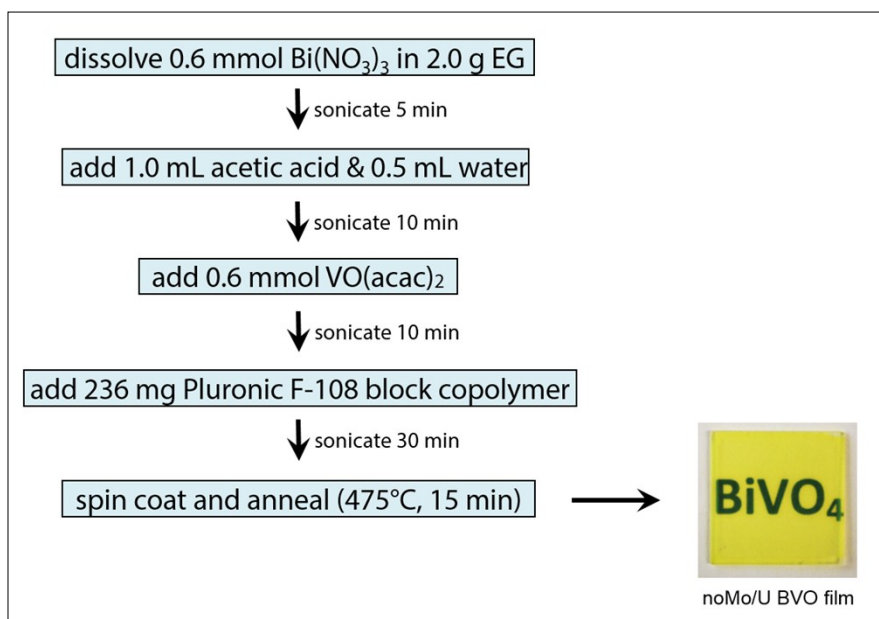 dissolve 0.6 mmol Bi(NO₃)₃ in 2.0 g EG
sonicate 5 min
add 1.0 mL acetic acid & 0.5 mL water
sonicate 10 min
add 0.6 mmol VO(acac)₂
sonicate 10 min
add 236 mg Pluronic F-108 block copolymer
sonicate 30 min
spin coat and anneal (475°C, 15 min)
BiVO₄
noMo/U BVO film